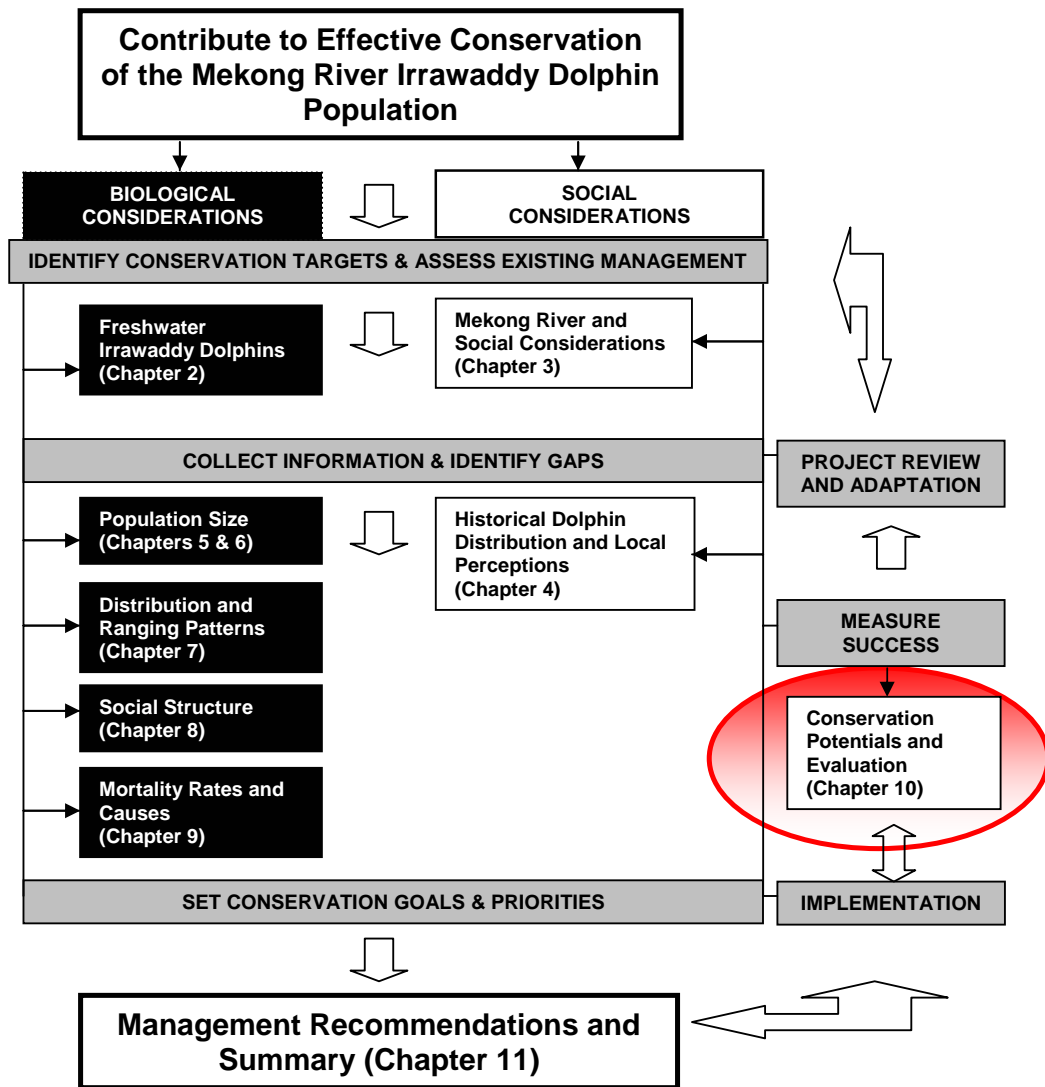 Contribute to Effective Conservation
of the Mekong River Irrawaddy Dolphin
Population
BIOLOGICAL
CONSIDERATIONS
SOCIAL
CONSIDERATIONS
IDENTIFY CONSERVATION TARGETS & ASSESS EXISTING MANAGEMENT
Freshwater
Irrawaddy Dolphins
(Chapter 2)
Mekong River and
Social Considerations
(Chapter 3)
COLLECT INFORMATION & IDENTIFY GAPS
PROJECT REVIEW
AND ADAPTATION
Population Size
(Chapters 5 & 6)
Historical Dolphin
Distribution and Local
Perceptions
(Chapter 4)
Distribution and
Ranging Patterns
(Chapter 7)
MEASURE
SUCCESS
Social Structure
(Chapter 8)
Conservation
Potentials and
Evaluation
(Chapter 10)
Mortality Rates and
Causes
(Chapter 9)
SET CONSERVATION GOALS & PRIORITIES
IMPLEMENTATION
Management Recommendations and
Summary (Chapter 11)